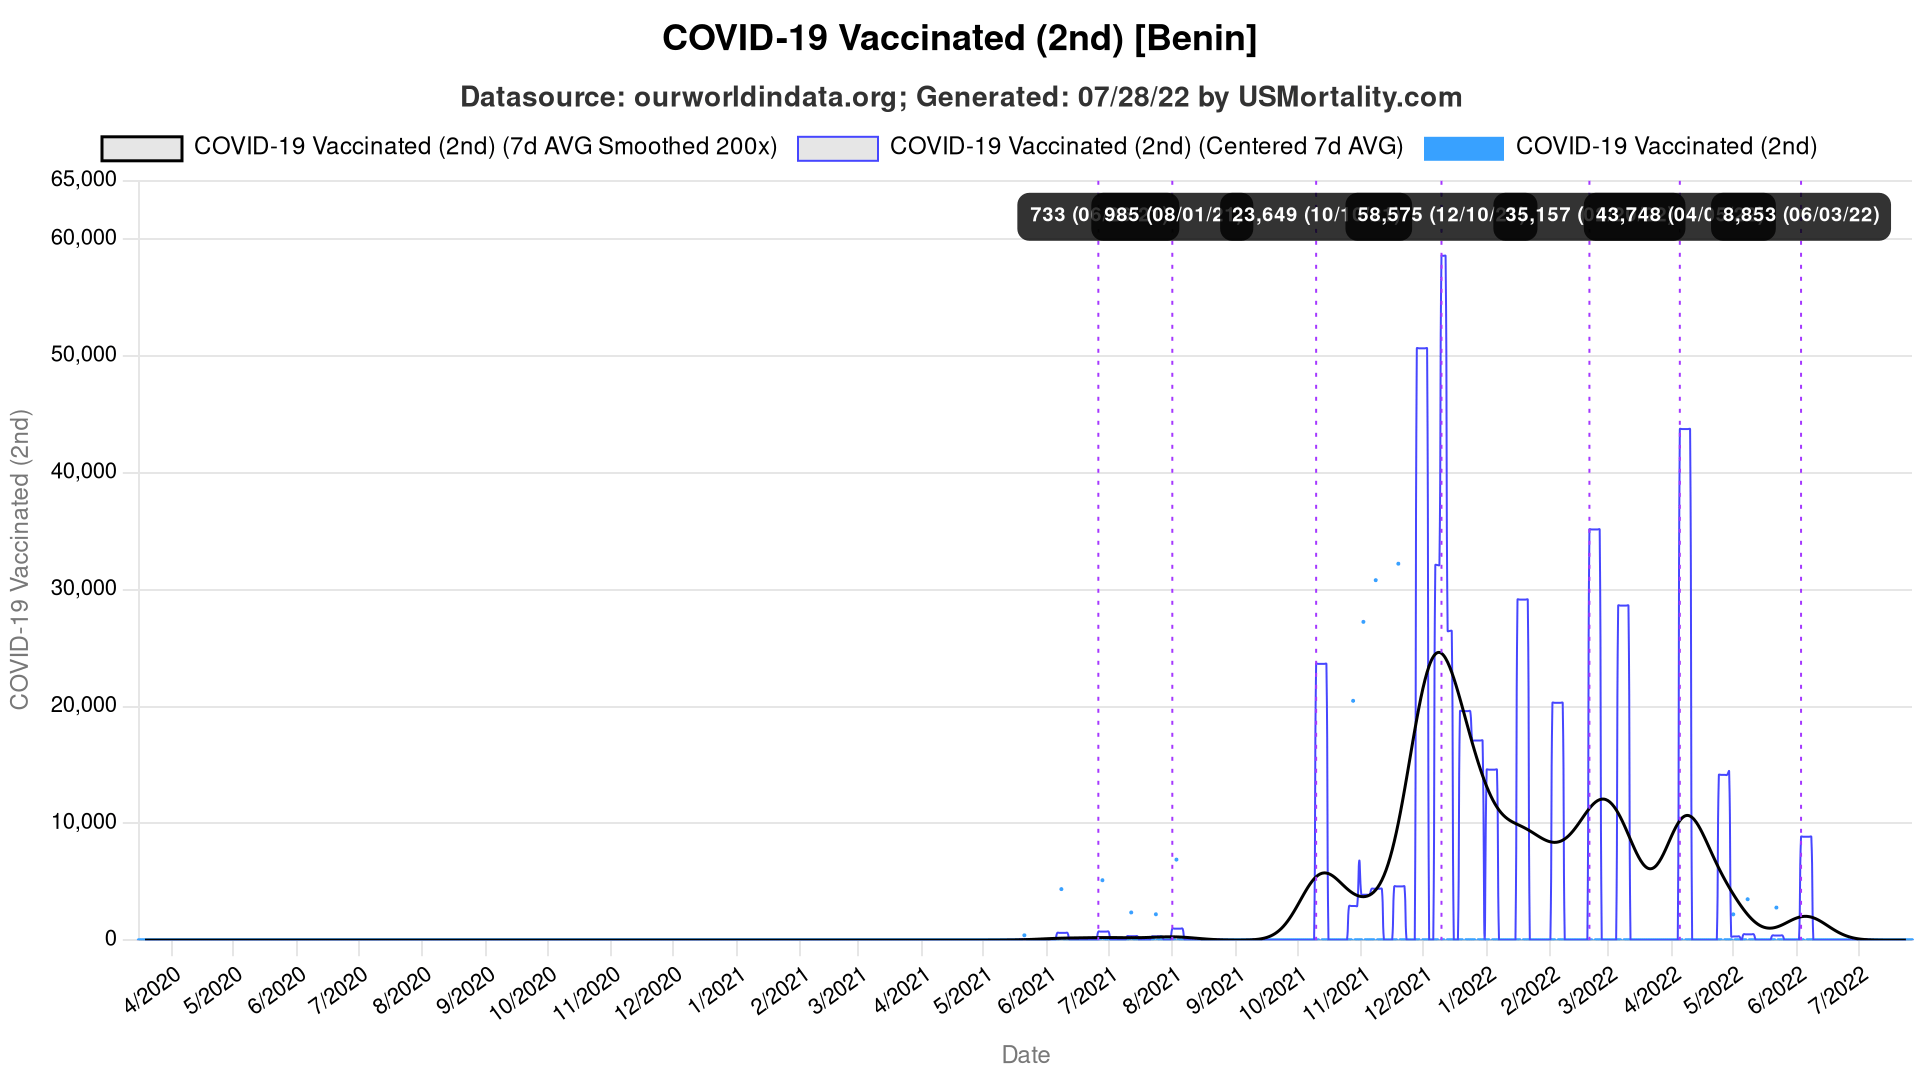 COVID-19 Vaccinated (2nd) [Benin]
Datasource: ourworldindata.org; Generated: 07/28/22 by USMortality.com
COVID-19 Vaccinated (2nd) (7d AVG Smoothed 200x) COVID-19 Vaccinated (2nd) (Centered 7d AVG) COVID-19 Vaccinated (2nd)
65,000
733 985 (08/01/21) 23,649 58,575 (12/10/ 35,157 43,748 (04/ 8,853 (06/03/22)
60,000
50,000
40,000
30,000
20,000
10,000
0
COVID-19 Vaccinated (2nd)
4/2020 5/2020 6/2020 7/2020 8/2020 9/2020 10/2020 11/2020 12/2020 1/2021 2/2021 3/2021 4/2021 5/2021 6/2021 7/2021 8/2021 9/2021 10/2021 11/2021 12/2021 1/2022 2/2022 3/2022 4/2022 5/2022 6/2022 7/2022
Date